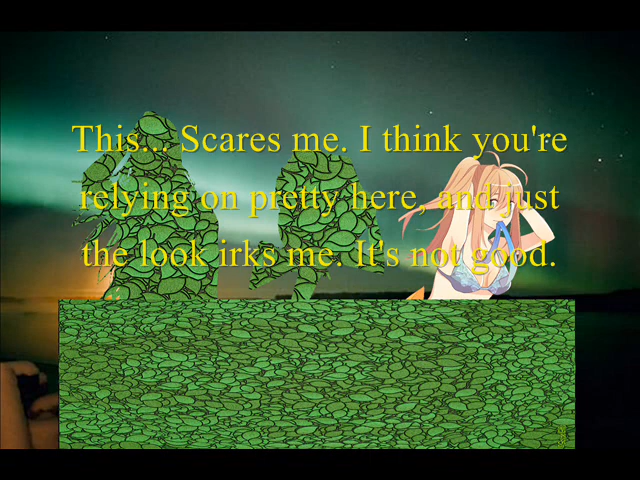 This... Scares me. I think you're
relying on pretty here, and just
the look irks me. It's not good.